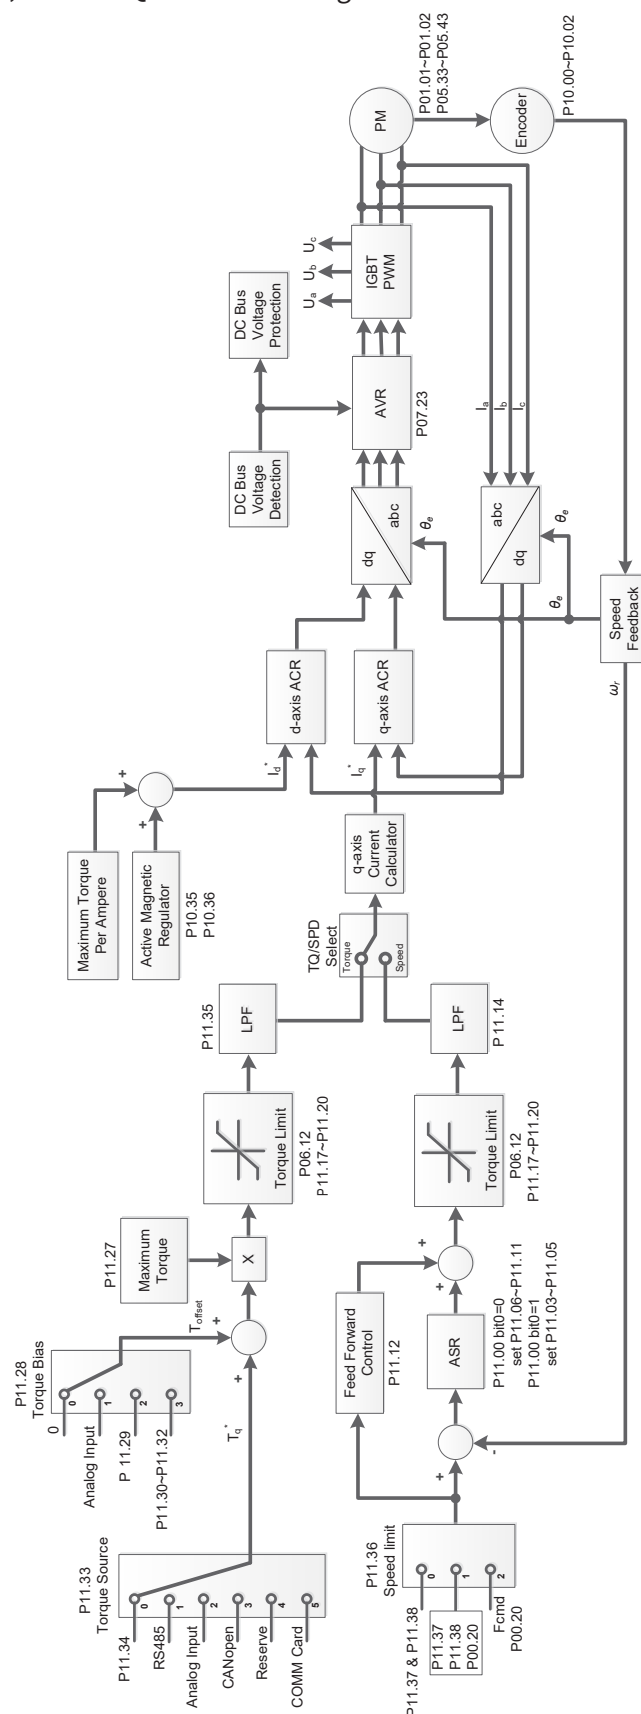 P11.33
Torque Source
P11.34
0
RS485
1
Analog Input
2
CANopen
3
Reserve
4
COMM Card
5
P11.28
Torque Bias
0
0
Analog Input
1
P 11.29
2
P11.30~P11.32
3
Tq*
+
Toffset
+
P11.27
Maximum
Torque
X
Torque Limit
P06.12
P11.17~P11.20
P11.35
LPF
P11.36
Speed limit
P11.37 & P11.38
0
P11.37
P11.38
P00.20
1
Fcmd
P00.20
2
+
-
Feed Forward
Control
P11.12
ASR
P11.00 bit0=0
set P11.06~P11.11
P11.00 bit0=1
set P11.03~P11.05
+
+
Torque Limit
P06.12
P11.17~P11.20
LPF
P11.14
TQ/SPD
Select
Torque
Speed
q-axis
Current
Calculator
Maximum Torque
Per Ampere
Active Magnetic
Regulator
P10.35
P10.36
+
+
Id*
Iq*
d-axis ACR
q-axis ACR
dq
abc
θe
DC Bus
Voltage
Detection
DC Bus
Voltage
Protection
AVR
P07.23
IGBT
PWM
Ua
Ub
Uc
PM
P01.01~P01.02
P05.33~P05.43
Encoder
P10.00~P10.02
Ia
Ib
Ic
abc
dq
θe
θe
Speed
Feedback
ωr